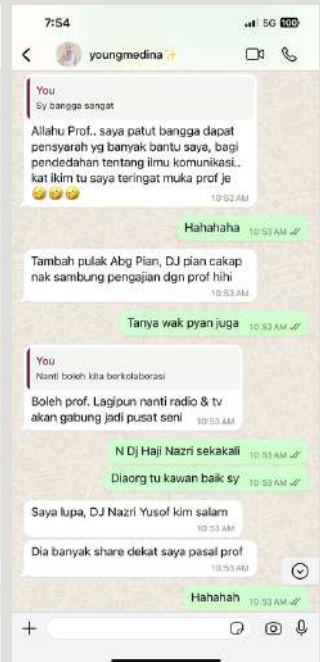 7:54
5G 100
youngmedina
You
Sy bangga sangat
Allahu Prof.. saya patut bangga dapat
pensyarah yg banyak bantu saya, bagi
pendedahan tentang ilmu komunikasi..
kat ikim tu saya teringat muka prof je
10:52 AM
Hahahaha 10:53 AM
Tambah pulak Abg Pian, DJ pian cakap
nak sambung pengajian dgn prof hihi
10:53 AM
Tanya wak pyan juga 10:53 AM
You
Nanti boleh kita berkolaborasi
Boleh prof. Lagipun nanti radio & tv
akan gabung jadi pusat seni 10:53 AM
N Dj Haji Nazri sekakali 10:53 AM
Diaorg tu kawan baik sy 10:53 AM
Saya lupa, DJ Nazri Yusof kim salam
10:53 AM
Dia banyak share dekat saya pasal prof
10:53 AM
Hahahah 10:53 AM